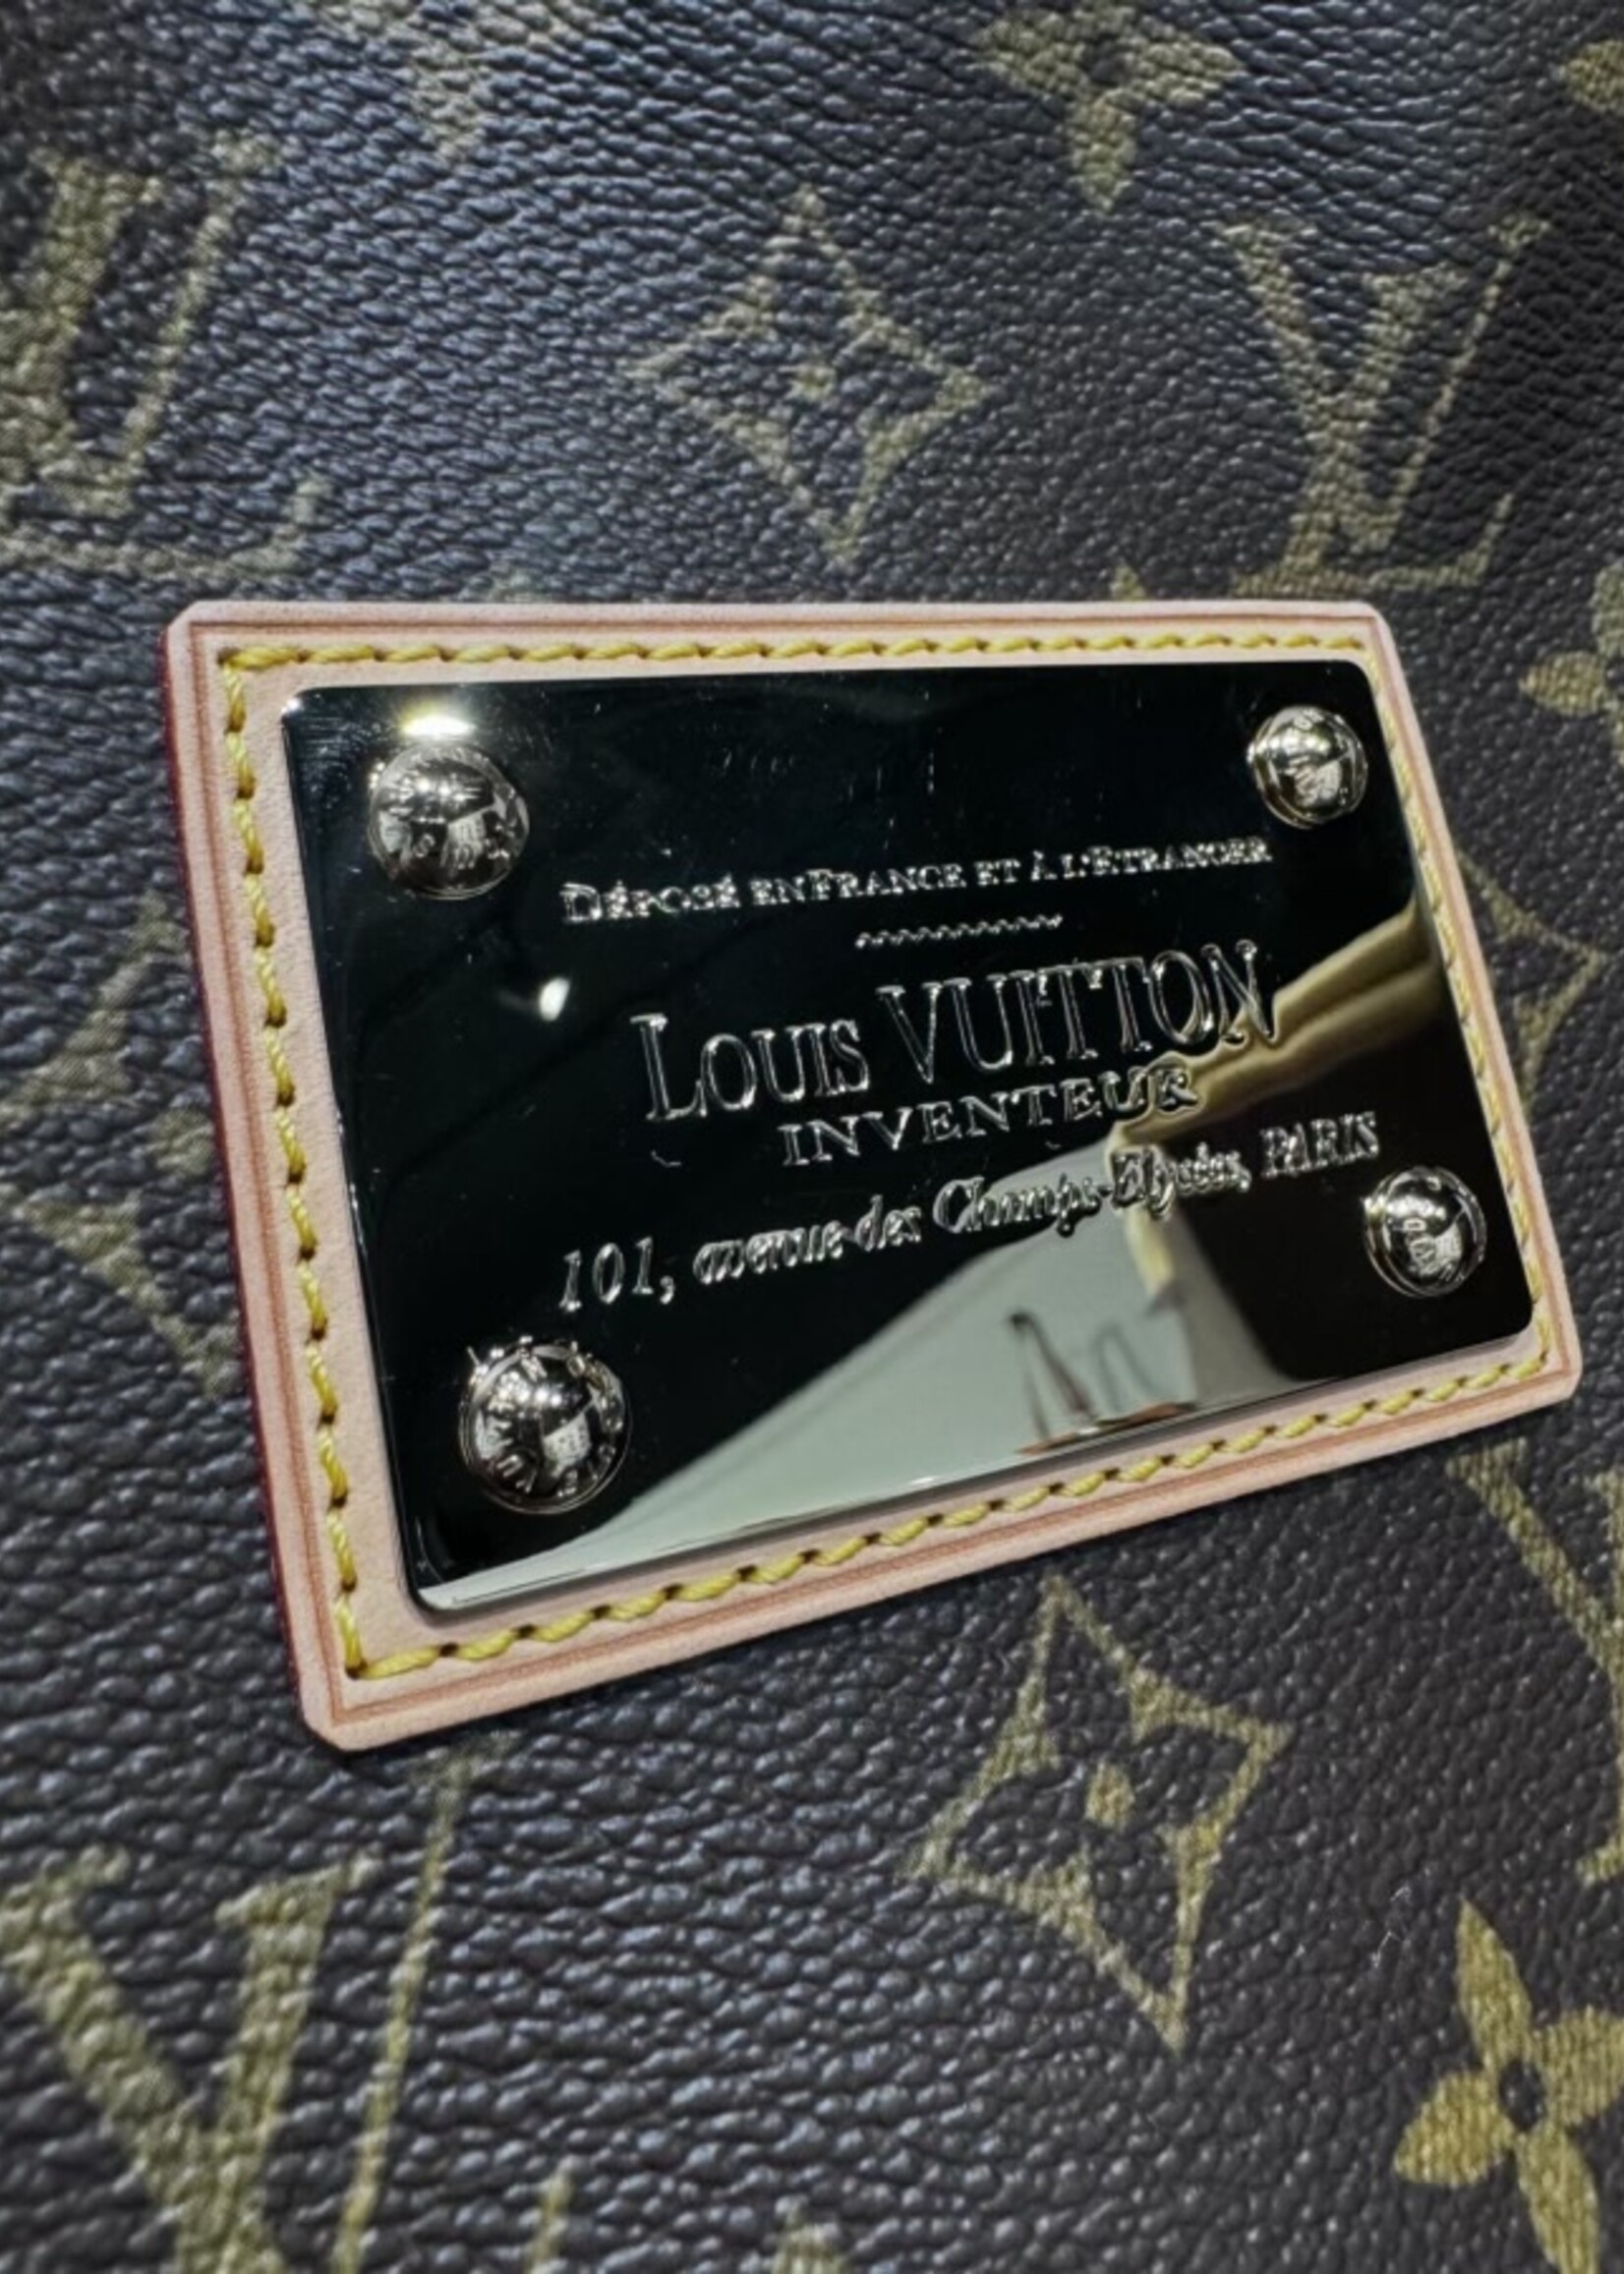 DÉPOSÉ EN FRANCE ET À L'ETRANGER
LOUIS VUITTON
INVENTEUR
101, avenue des Champs-Elysées, PARIS